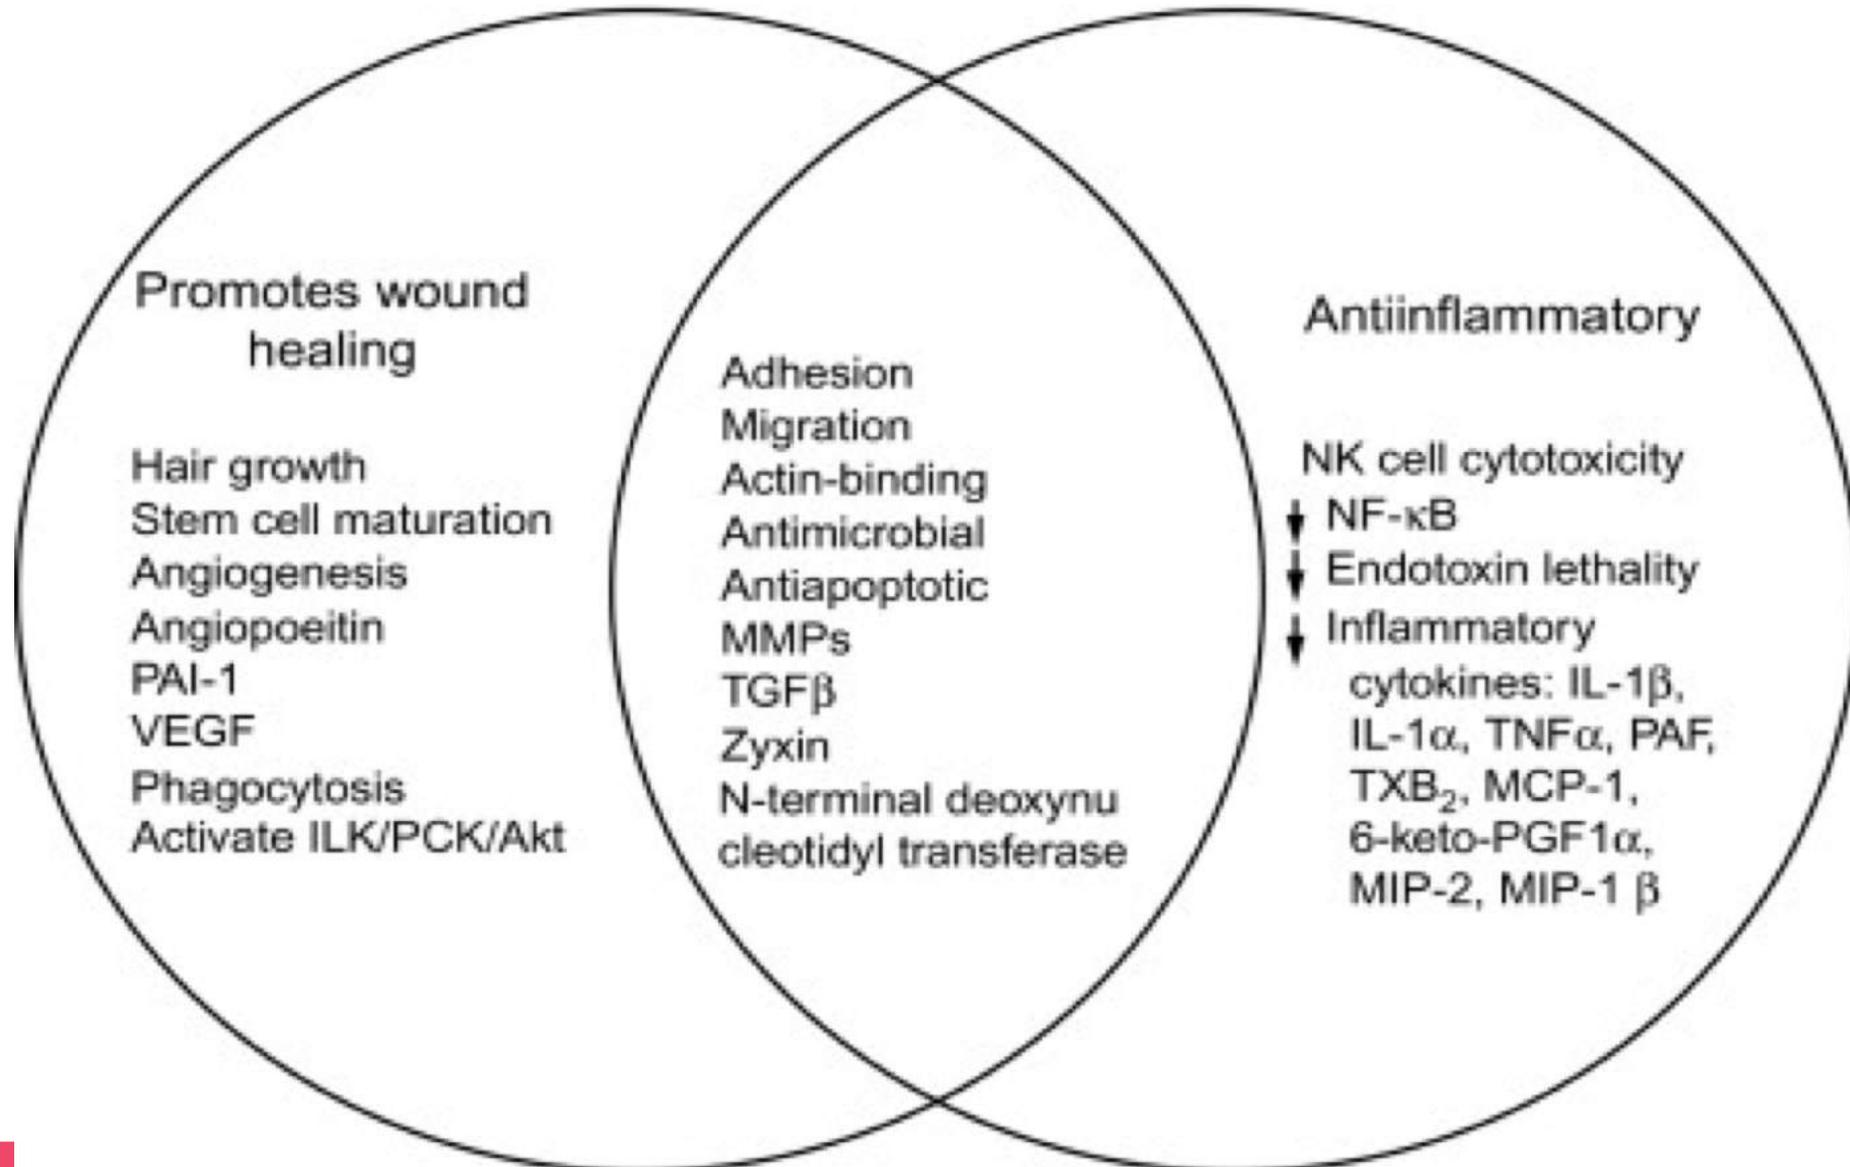 Promotes wound
healing
Hair growth
Stem cell maturation
Angiogenesis
Angiopoeitin
PAI-1
VEGF
Phagocytosis
Activate ILK/PCK/Akt
Adhesion
Migration
Actin-binding
Antimicrobial
Antiapoptotic
MMPs
TGFβ
Zyxin
N-terminal deoxynu
cleotidyl transferase
Antiinflammatory
NK cell cytotoxicity
↓ NF-κB
↓ Endotoxin lethality
↓ Inflammatory
cytokines: IL-1β,
IL-1α, TNFα, PAF,
TXB₂, MCP-1,
6-keto-PGF1α,
MIP-2, MIP-1 β